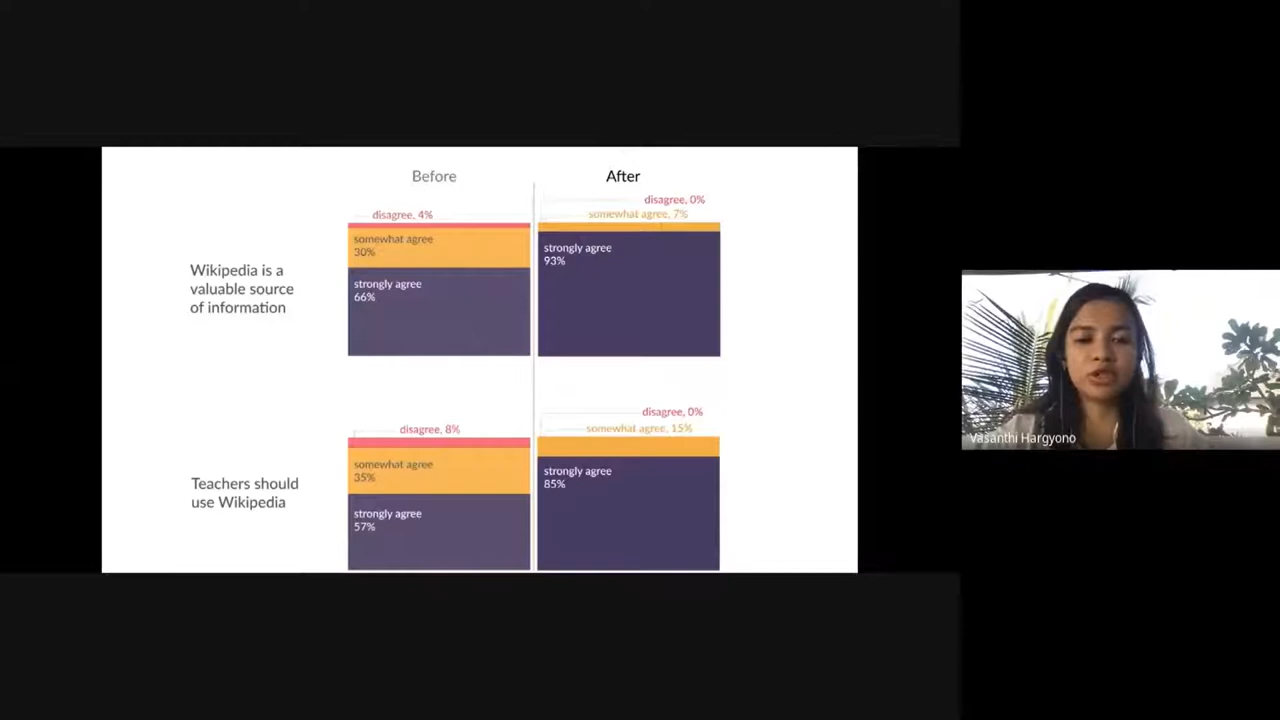 Before
After
disagree, 0%
disagree, 4%
somewhat agree, 7%
somewhat agree
30%
strongly agree
93%
Wikipedia is a
valuable source
of information
strongly agree
66%
disagree, 0%
disagree, 8%
somewhat agree, 15%
somewhat agree
35%
strongly agree
85%
Teachers should
use Wikipedia
strongly agree
57%
Vasanthi Hargyono